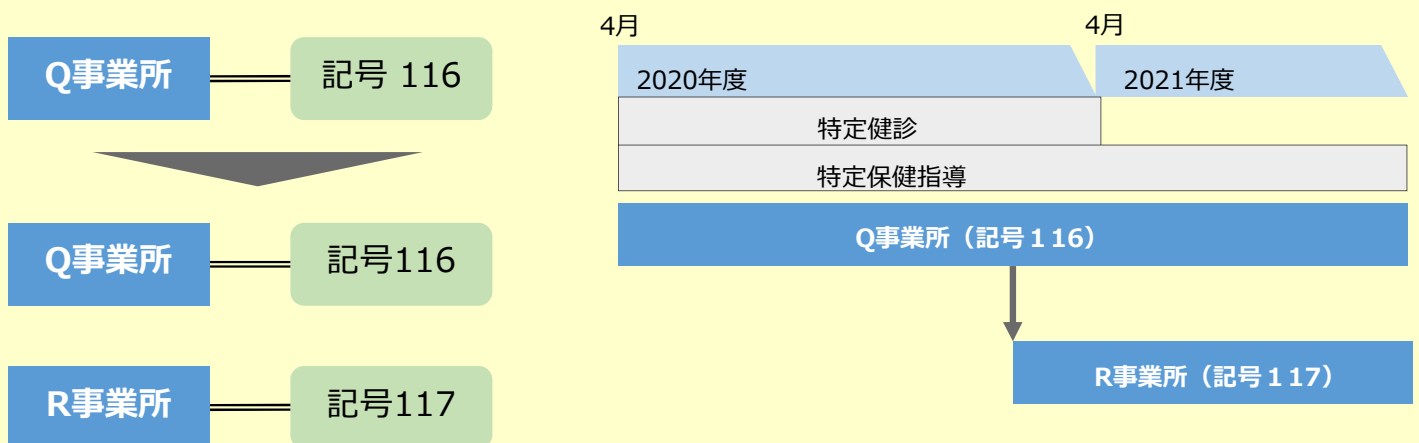 Q事業所
記号 116
Q事業所
記号116
R事業所
記号117
4月
4月
2020年度
2021年度
特定健診
特定保健指導
Q事業所（記号１16）
R事業所（記号１17）